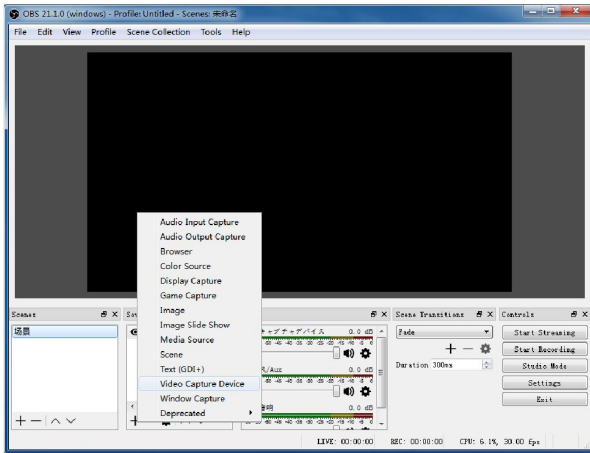 OBS 21.1.0 (windows) - Profile: Untitled - Scenes: 未命名
File Edit View Profile Scene Collection Tools Help
Audio Input Capture
Audio Output Capture
Browser
Color Source
Display Capture
Game Capture
Image
Image Slide Show
Media Source
Scene
Text (GDI+)
Video Capture Device
Window Capture
Deprecated
Scenes
场景
0.0 dB
0.0 dB
0.0 dB
Scene Transitions
Fade
Duration 300ms
Controls
Start Streaming
Start Recording
Studio Mode
Settings
Exit
LIVE: 00:00:00 REC: 00:00:00 CPU: 6.1%, 30.00 fps